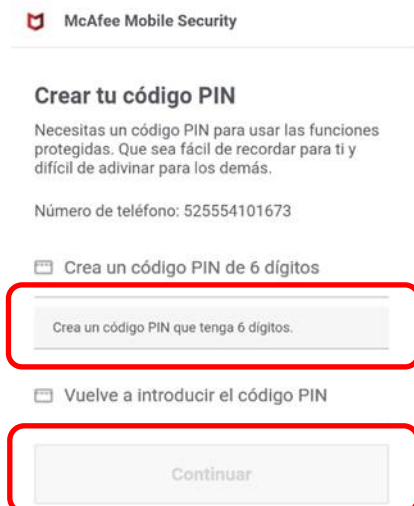 McAfee Mobile Security
Crear tu código PIN
Necesitas un código PIN para usar las funciones
protegidas. Que sea fácil de recordar para ti y
difícil de adivinar para los demás.
Número de teléfono: 525554101673
Crea un código PIN de 6 dígitos
Crea un código PIN que tenga 6 dígitos.
Vuelve a introducir el código PIN
Continuar